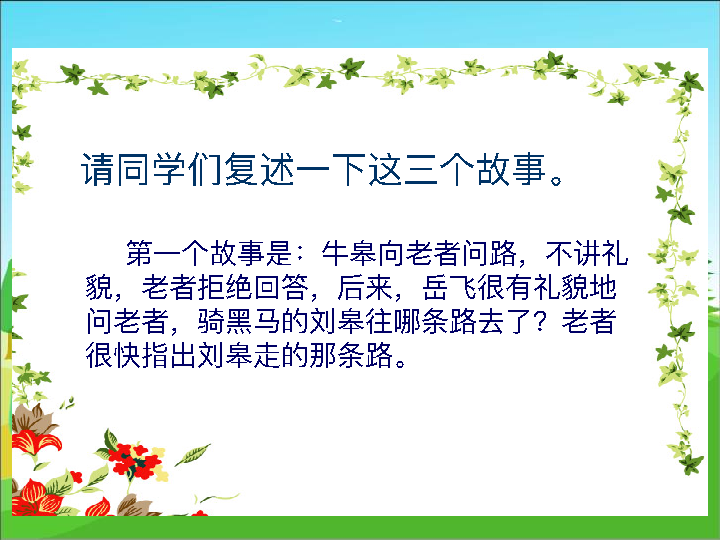 请同学们复述一下这三个故事。
第一个故事是：牛皋向老者问路，不讲礼
貌，老者拒绝回答，后来，岳飞很有礼貌地
问老者，骑黑马的刘皋往哪条路去了？老者
很快指出刘皋走的那条路。